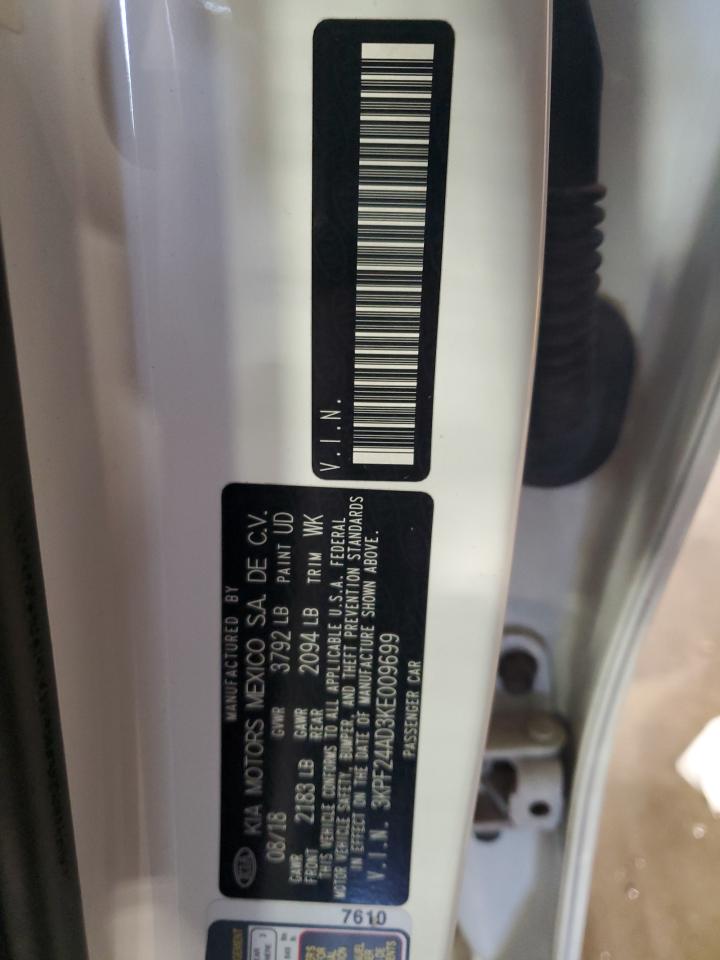 V.I.N.
MANUFACTURED BY
KIA KIA MOTORS MEXICO S.A. DE C.V.
08/18 GVWR 3792 LB PAINT UD
GAWR FRONT 2183 LB GAWR REAR 2094 LB TRIM WK
THIS VEHICLE CONFORMS TO ALL APPLICABLE U.S.A. FEDERAL
MOTOR VEHICLE SAFETY, BUMPER, AND THEFT PREVENTION STANDARDS
IN EFFECT ON THE DATE OF MANUFACTURE SHOWN ABOVE.
V.I.N. 3KPF24AD3KE009699
PASSENGER CAR
7610